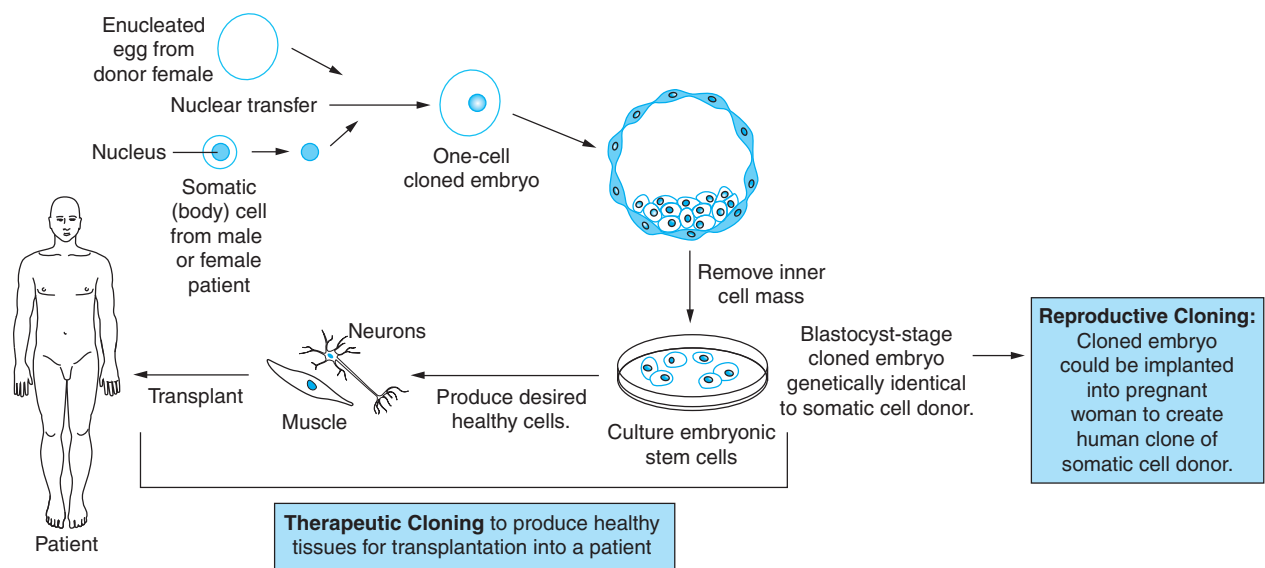 Enucleated
egg from
donor female
Nuclear transfer
Nucleus
Somatic
(body) cell
from male
or female
patient
One-cell
cloned embryo
Remove inner
cell mass
Neurons
Muscle
Transplant
Produce desired
healthy cells.
Culture embryonic
stem cells
Blastocyst-stage
cloned embryo
genetically identical
to somatic cell donor.
Reproductive Cloning:
Cloned embryo
could be implanted
into pregnant
woman to create
human clone of
somatic cell donor.
Patient
Therapeutic Cloning to produce healthy
tissues for transplantation into a patient